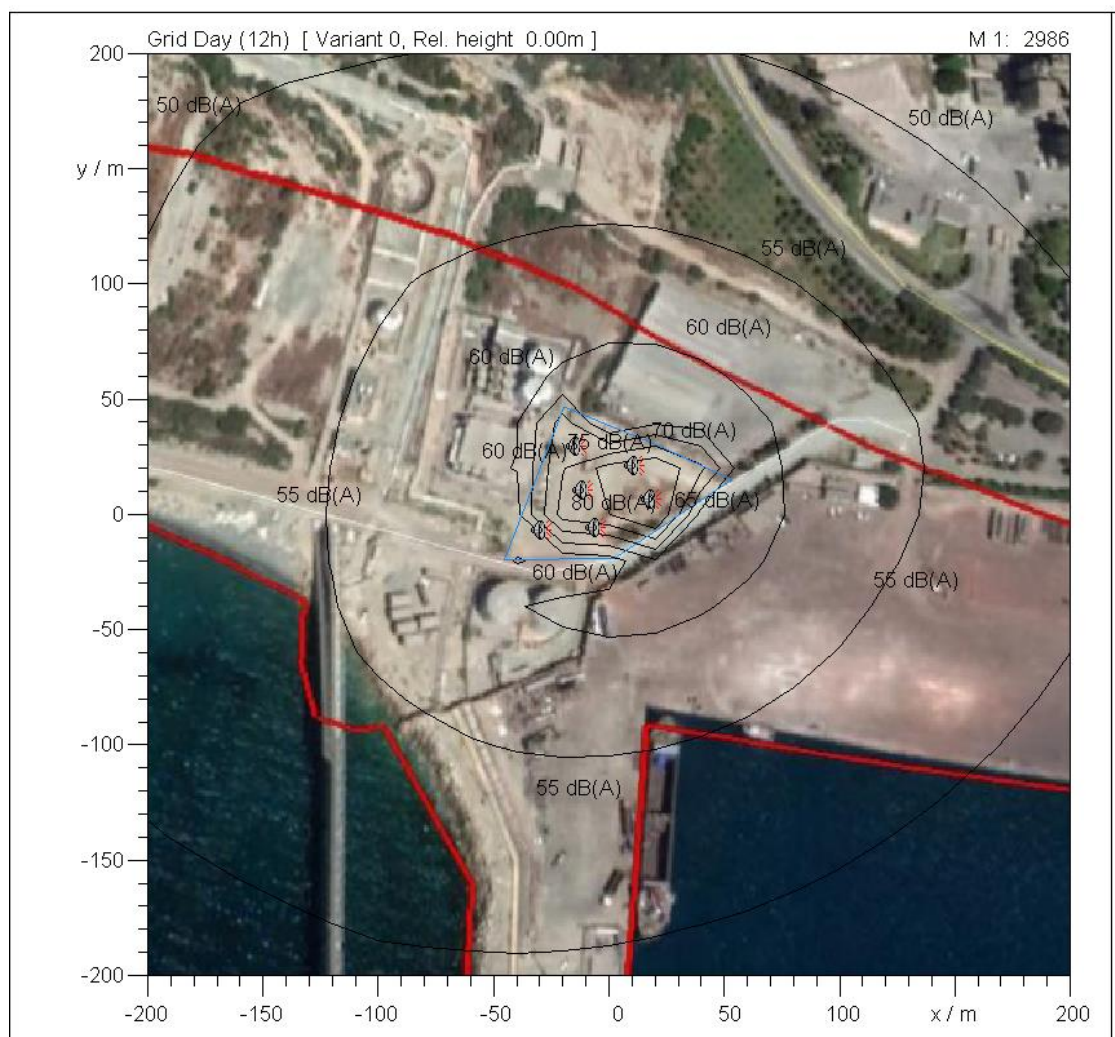 Grid Day (12h) [ Variant 0, Rel. height 0.00m ] M 1: 2986
200
50 dB(A)
50 dB(A)
y / m
55 dB(A)
100
60 dB(A)
60 dB(A)
50
70 dB(A)
75 dB(A)
60 dB(A)
55 dB(A)
65 dB(A)
80 dB(A)
0
60 dB(A)
55 dB(A)
-50
-100
55 dB(A)
-150
-200
-200 -150 -100 -50 0 50 100 x / m 200